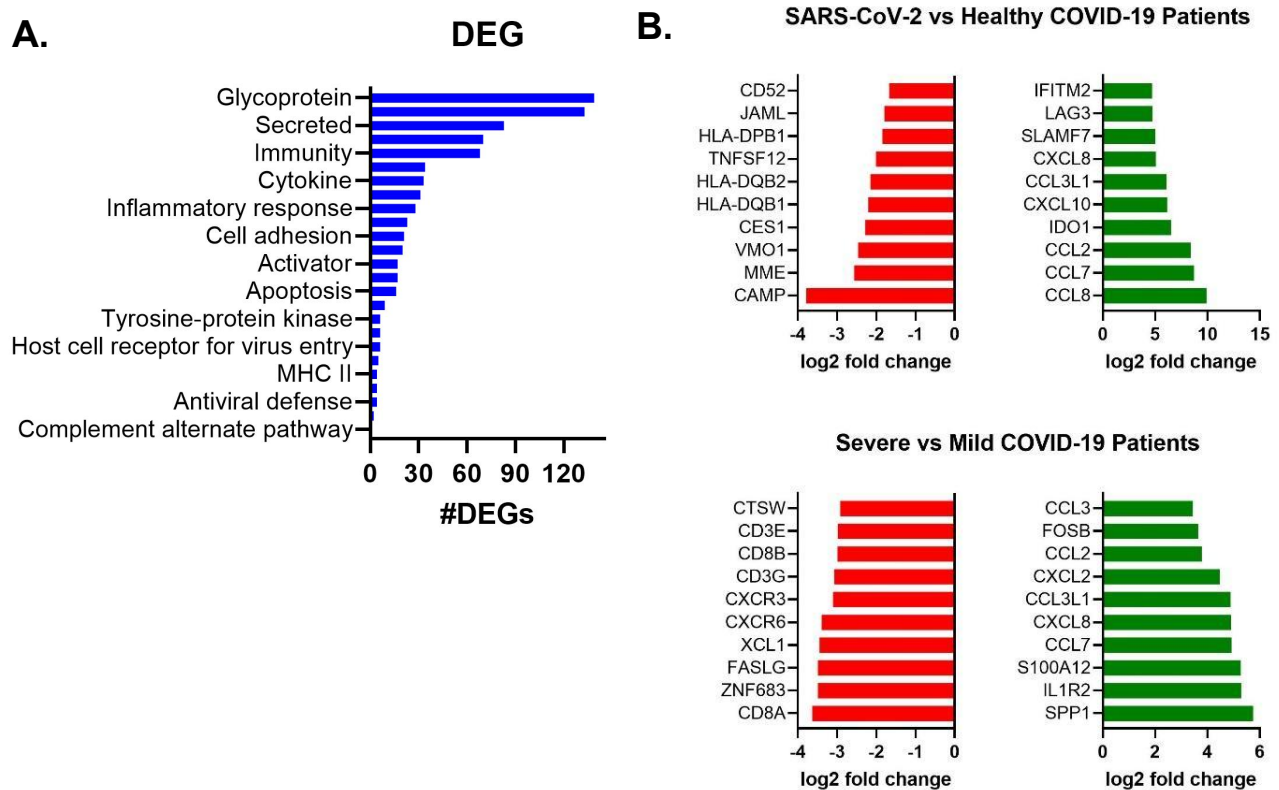 A.
DEG
Glycoprotein
Secreted
Immunity
Cytokine
Inflammatory response
Cell adhesion
Activator
Apoptosis
Tyrosine-protein kinase
Host cell receptor for virus entry
MHC II
Antiviral defense
Complement alternate pathway
0 30 60 90 120
#DEGs
B.
SARS-CoV-2 vs Healthy COVID-19 Patients
CD52
JAML
HLA-DPB1
TNFSF12
HLA-DQB2
HLA-DQB1
CES1
VMO1
MME
CAMP
-4 -3 -2 -1 0
log2 fold change
IFITM2
LAG3
SLAMF7
CXCL8
CCL3L1
CXCL10
IDO1
CCL2
CCL7
CCL8
0 5 10 15
log2 fold change
Severe vs Mild COVID-19 Patients
CTSW
CD3E
CD8B
CD3G
CXCR3
CXCR6
XCL1
FASLG
ZNF683
CD8A
-4 -3 -2 -1 0
log2 fold change
CCL3
FOSB
CCL2
CXCL2
CCL3L1
CXCL8
CCL7
S100A12
IL1R2
SPP1
0 2 4 6
log2 fold change